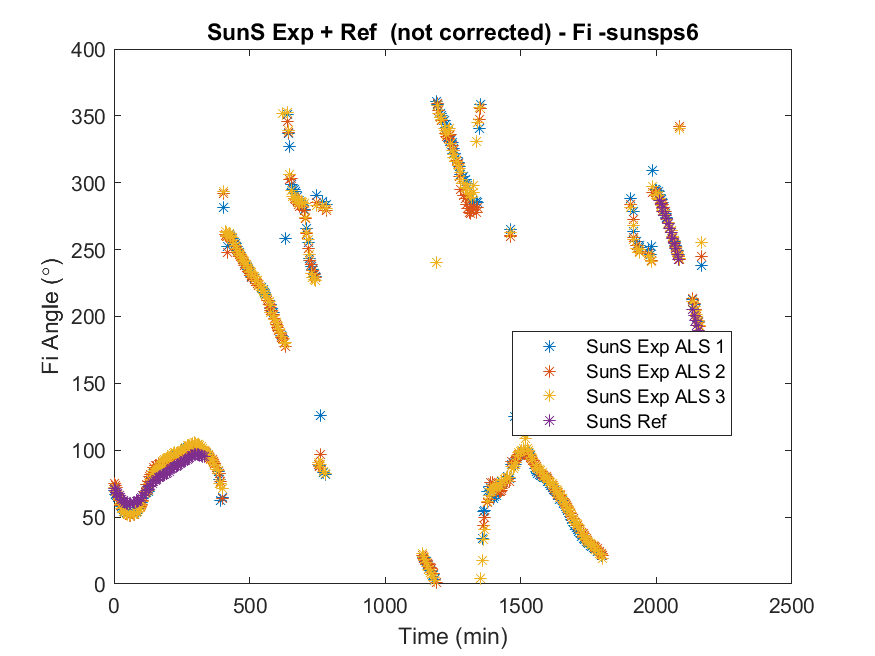 SunS Exp + Ref  (not corrected) - Fi -sunsps6
400
350
300
250
200
150
100
50
0
Fi Angle (°)
SunS Exp ALS 1
SunS Exp ALS 2
SunS Exp ALS 3
SunS Ref
0
500
1000
1500
2000
2500
Time (min)